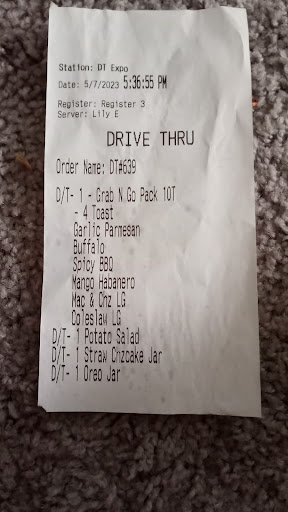 Station: DT Expo
Date: 5/7/2023 5:36:55 PM
Register: Register 3
Server: Lily E
DRIVE THRU
Order Name: DT#639
D/T- 1 - Grab N Go Pack 10T
- 4 Toast
Garlic Parmesan
Buffalo
Spicy BBQ
Mango Habanero
Mac & Chz LG
Coleslaw LG
D/T- 1 Potato Salad
D/T- 1 Straw Chzcake Jar
D/T- 1 Oreo Jar